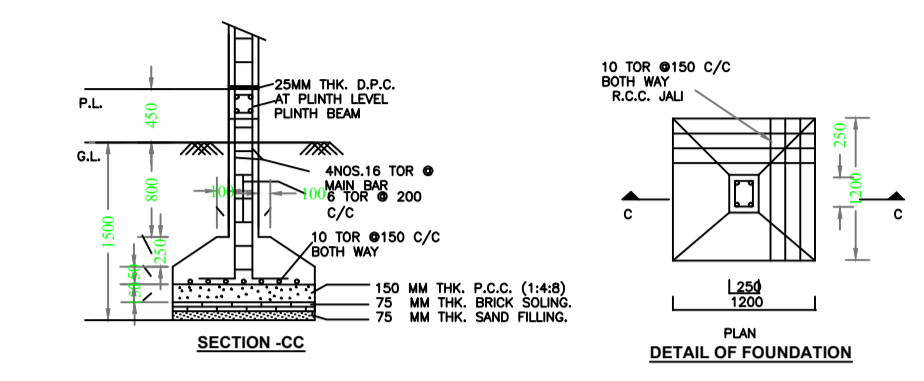 25MM THK. D.P.C.
AT PLINTH LEVEL
PLINTH BEAM
P.L.
450
G.L.
4NOS.16 TOR @
MAIN BAR
100
100
6 TOR @ 200
C/C
800
1500
10 TOR @150 C/C
BOTH WAY
250
150 MM THK. P.C.C. (1:4:8)
75 MM THK. BRICK SOLING.
75 MM THK. SAND FILLING.
SECTION -CC
10 TOR @150 C/C
BOTH WAY
R.C.C. JALI
250
1200
C
C
250
1200
PLAN
DETAIL OF FOUNDATION